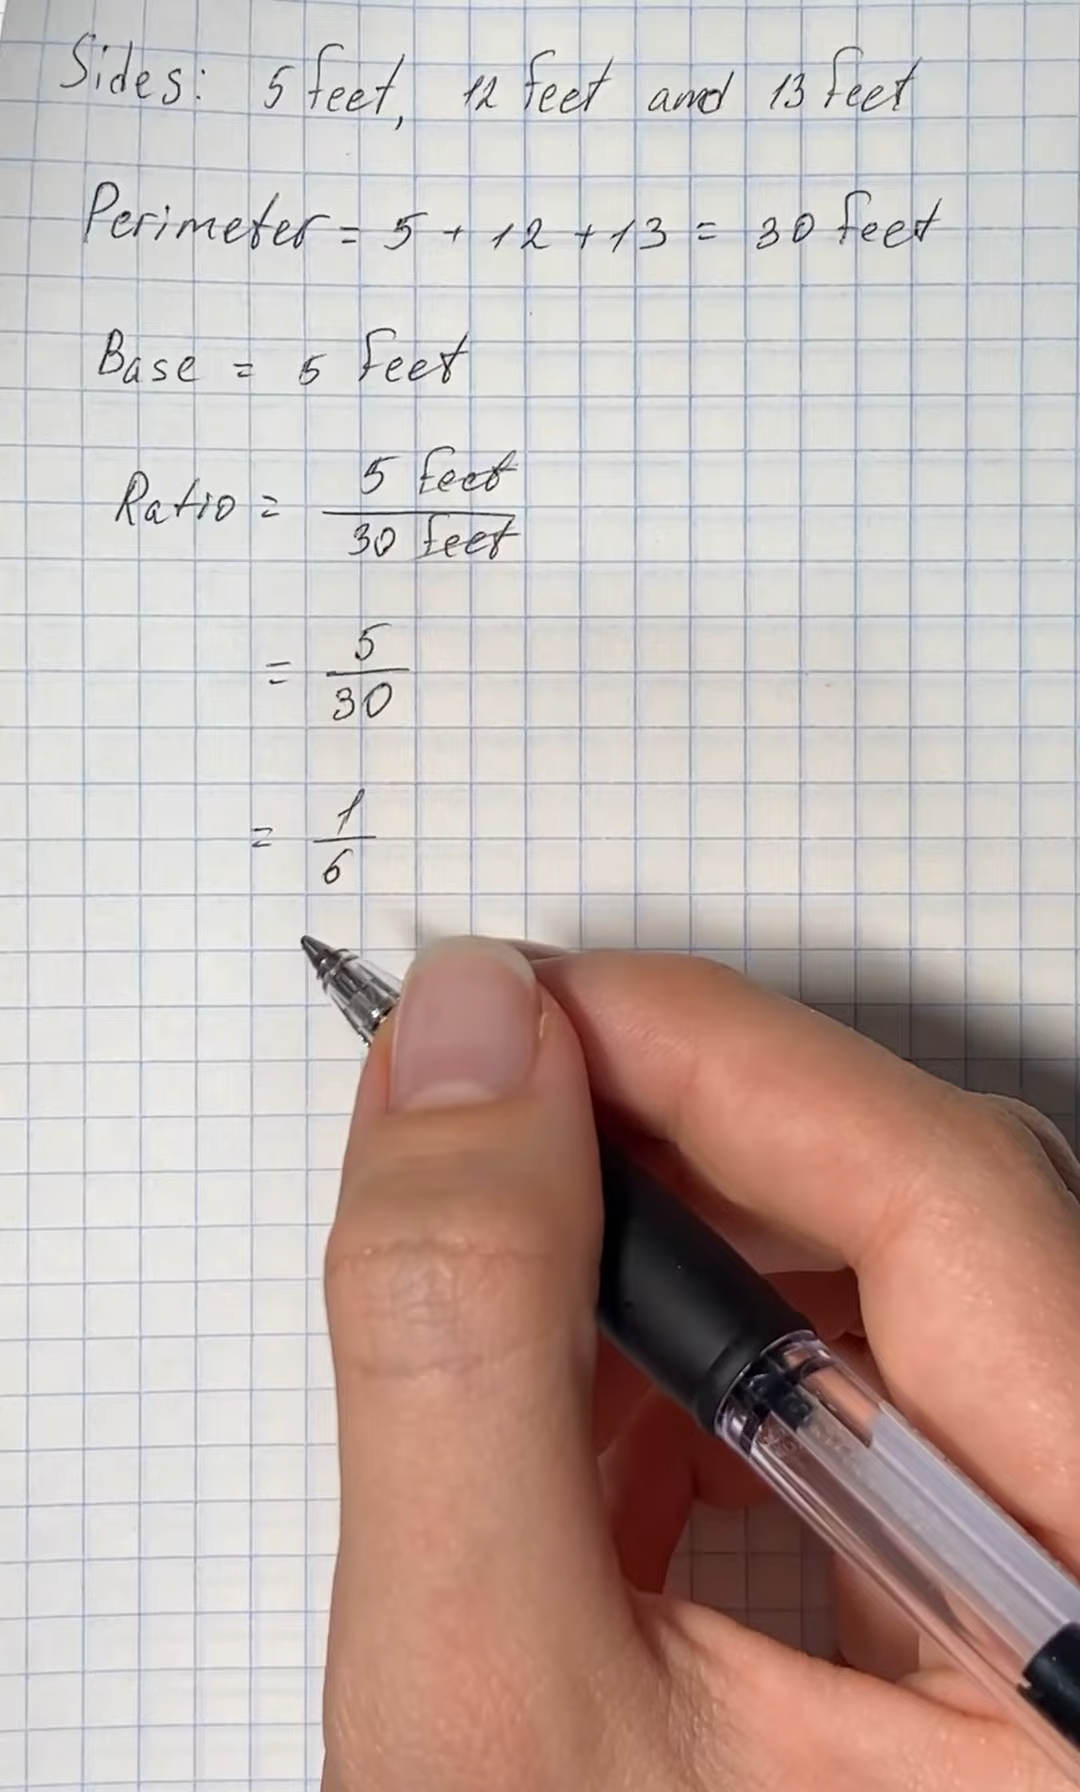 Sides: 5 feet, 12 feet and 13 feet
Perimeter = 5 + 12 + 13 = 30 feet
Base = 5 feet
Ratio = 5 feet / 30 feet
= 5 / 30
= 1 / 6